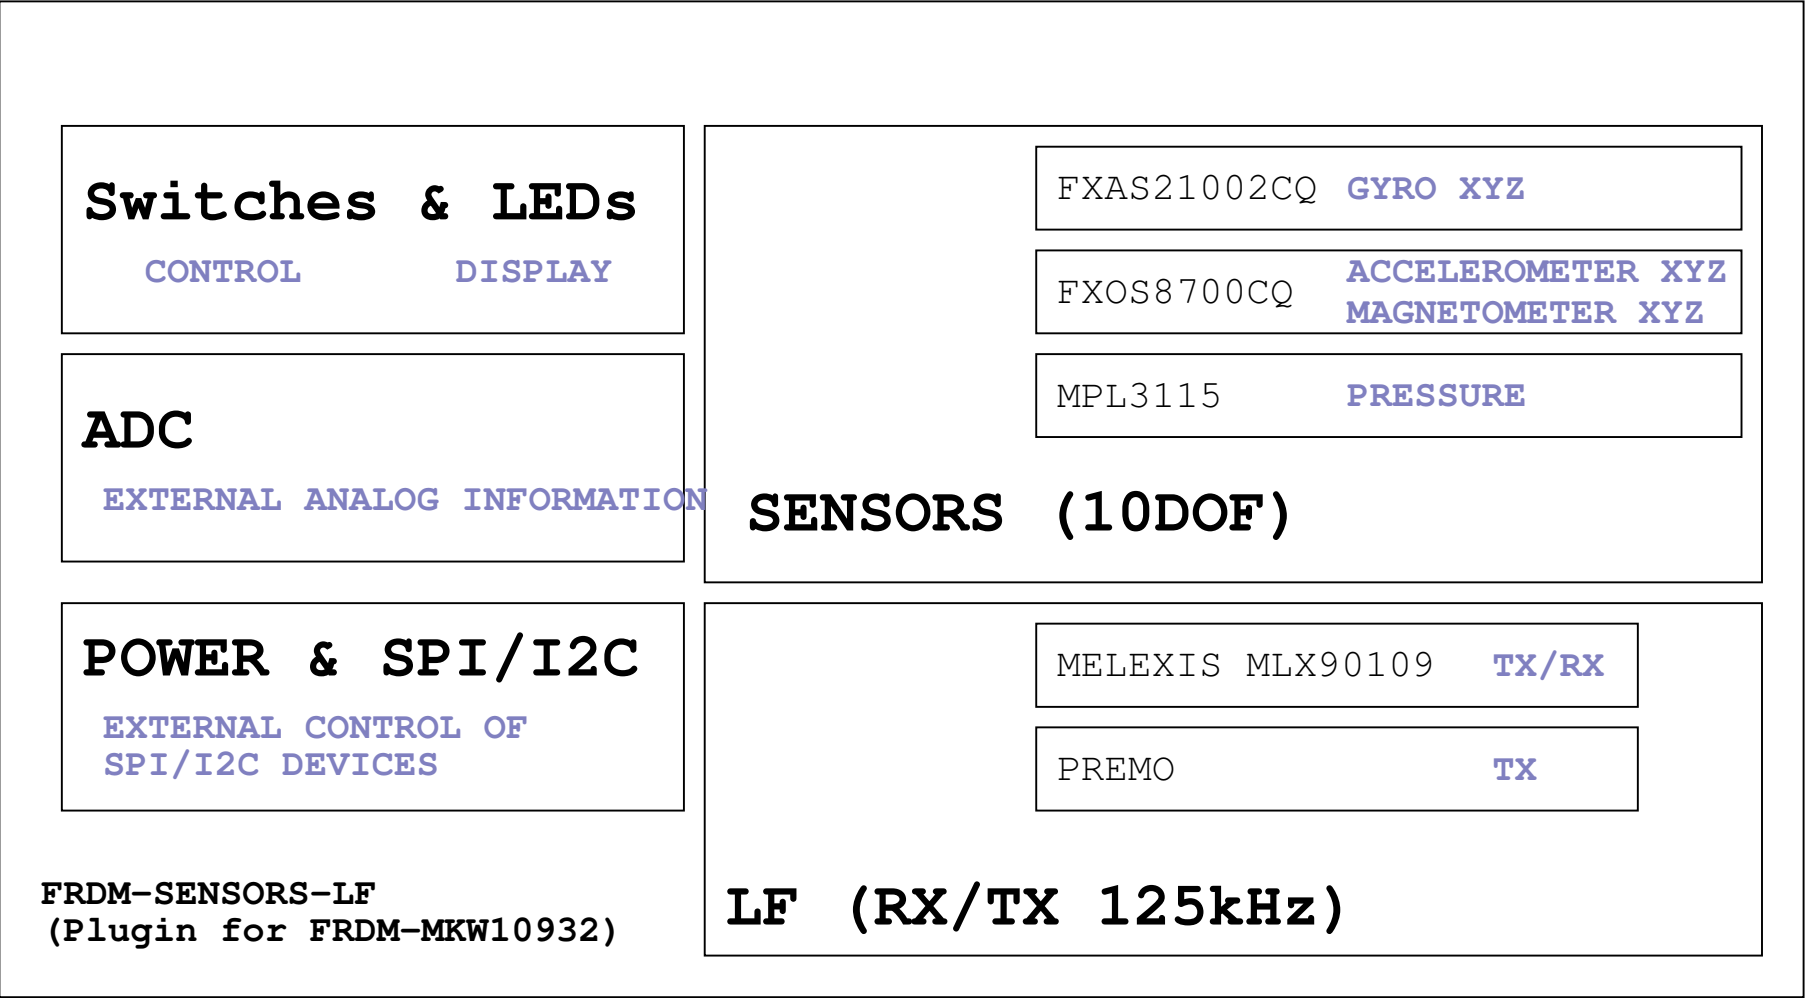 Switches & LEDs
CONTROL DISPLAY
ADC
EXTERNAL ANALOG INFORMATION
POWER & SPI/I2C
EXTERNAL CONTROL OF
SPI/I2C DEVICES
FRDM-SENSORS-LF
(Plugin for FRDM-MKW10932)
FXAS21002CQ GYRO XYZ
FXOS8700CQ ACCELEROMETER XYZ
MAGNETOMETER XYZ
MPL3115 PRESSURE
SENSORS (10DOF)
MELEXIS MLX90109 TX/RX
PREMO TX
LF (RX/TX 125kHz)